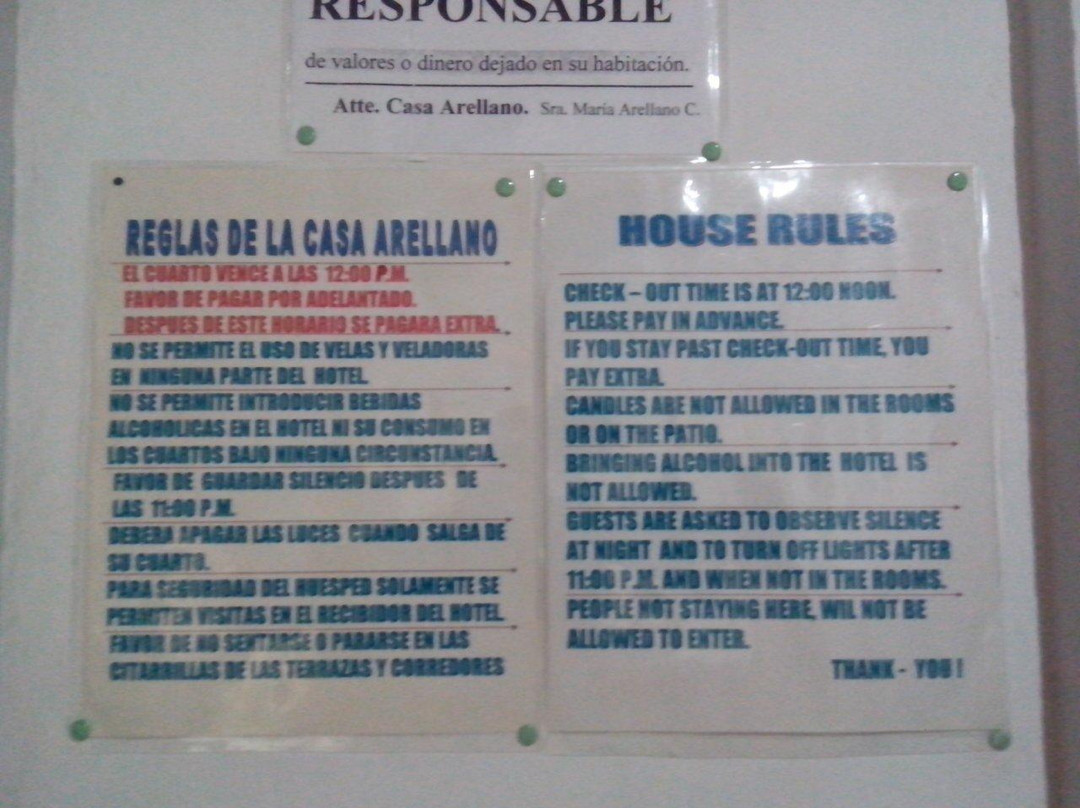 RESPONSABLE
de valores o dinero dejado en su habitación.
Atte. Casa Arellano. Sra. María Arellano C.
REGLAS DE LA CASA ARELLANO
EL CUARTO VENCE A LAS 12:00 P.M.
FAVOR DE PAGAR POR ADELANTADO.
DESPUES DE ESTE HORARIO SE PAGARA EXTRA.
NO SE PERMITE EL USO DE VELAS Y VELADORAS
EN NINGUNA PARTE DEL HOTEL
NO SE PERMITE INTRODUCIR BEBIDAS
ALCOHOLICAS EN EL HOTEL NI SU CONSUMO EN
LOS CUARTOS BAJO NINGUNA CIRCUNSTANCIA.
FAVOR DE GUARDAR SILENCIO DESPUES DE
LAS 11:00 P.M.
DEBERA APAGAR LAS LUCES CUANDO SALGA DE
SU CUARTO.
PARA SEGURIDAD DEL HUESPED SOLAMENTE SE
PERMITEN VISITAS EN EL RECIBIDOR DEL HOTEL.
FAVOR DE NO SENTARSE O PARARSE EN LAS
CITARRILLAS DE LAS TERRAZAS Y CORREDORES
HOUSE RULES
CHECK - OUT TIME IS AT 12:00 NOON.
PLEASE PAY IN ADVANCE.
IF YOU STAY PAST CHECK-OUT TIME, YOU
PAY EXTRA.
CANDLES ARE NOT ALLOWED IN THE ROOMS
OR ON THE PATIO.
BRINGING ALCOHOL INTO THE HOTEL IS
NOT ALLOWED.
GUESTS ARE ASKED TO OBSERVE SILENCE
AT NIGHT AND TO TURN OFF LIGHTS AFTER
11:00 P.M. AND WHEN NOT IN THE ROOMS.
PEOPLE NOT STAYING HERE, WIL NOT BE
ALLOWED TO ENTER.
THANK - YOU !